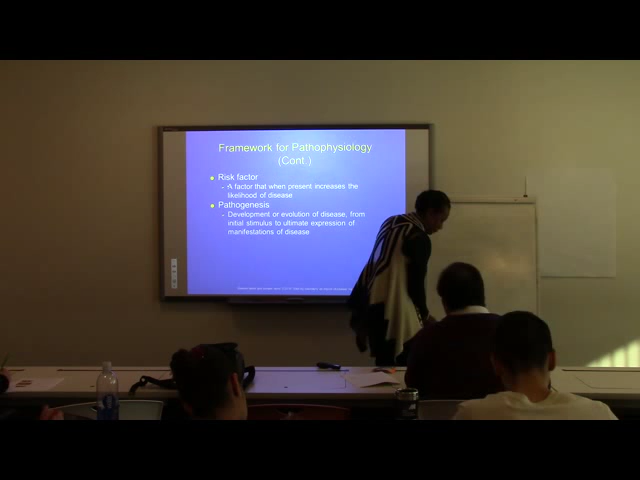 Framework for Pathophysiology
(Cont.)
Risk factor
- A factor that when present increases the
likelihood of disease
Pathogenesis
- Development or evolution of disease, from
initial stimulus to ultimate expression of
manifestations of disease